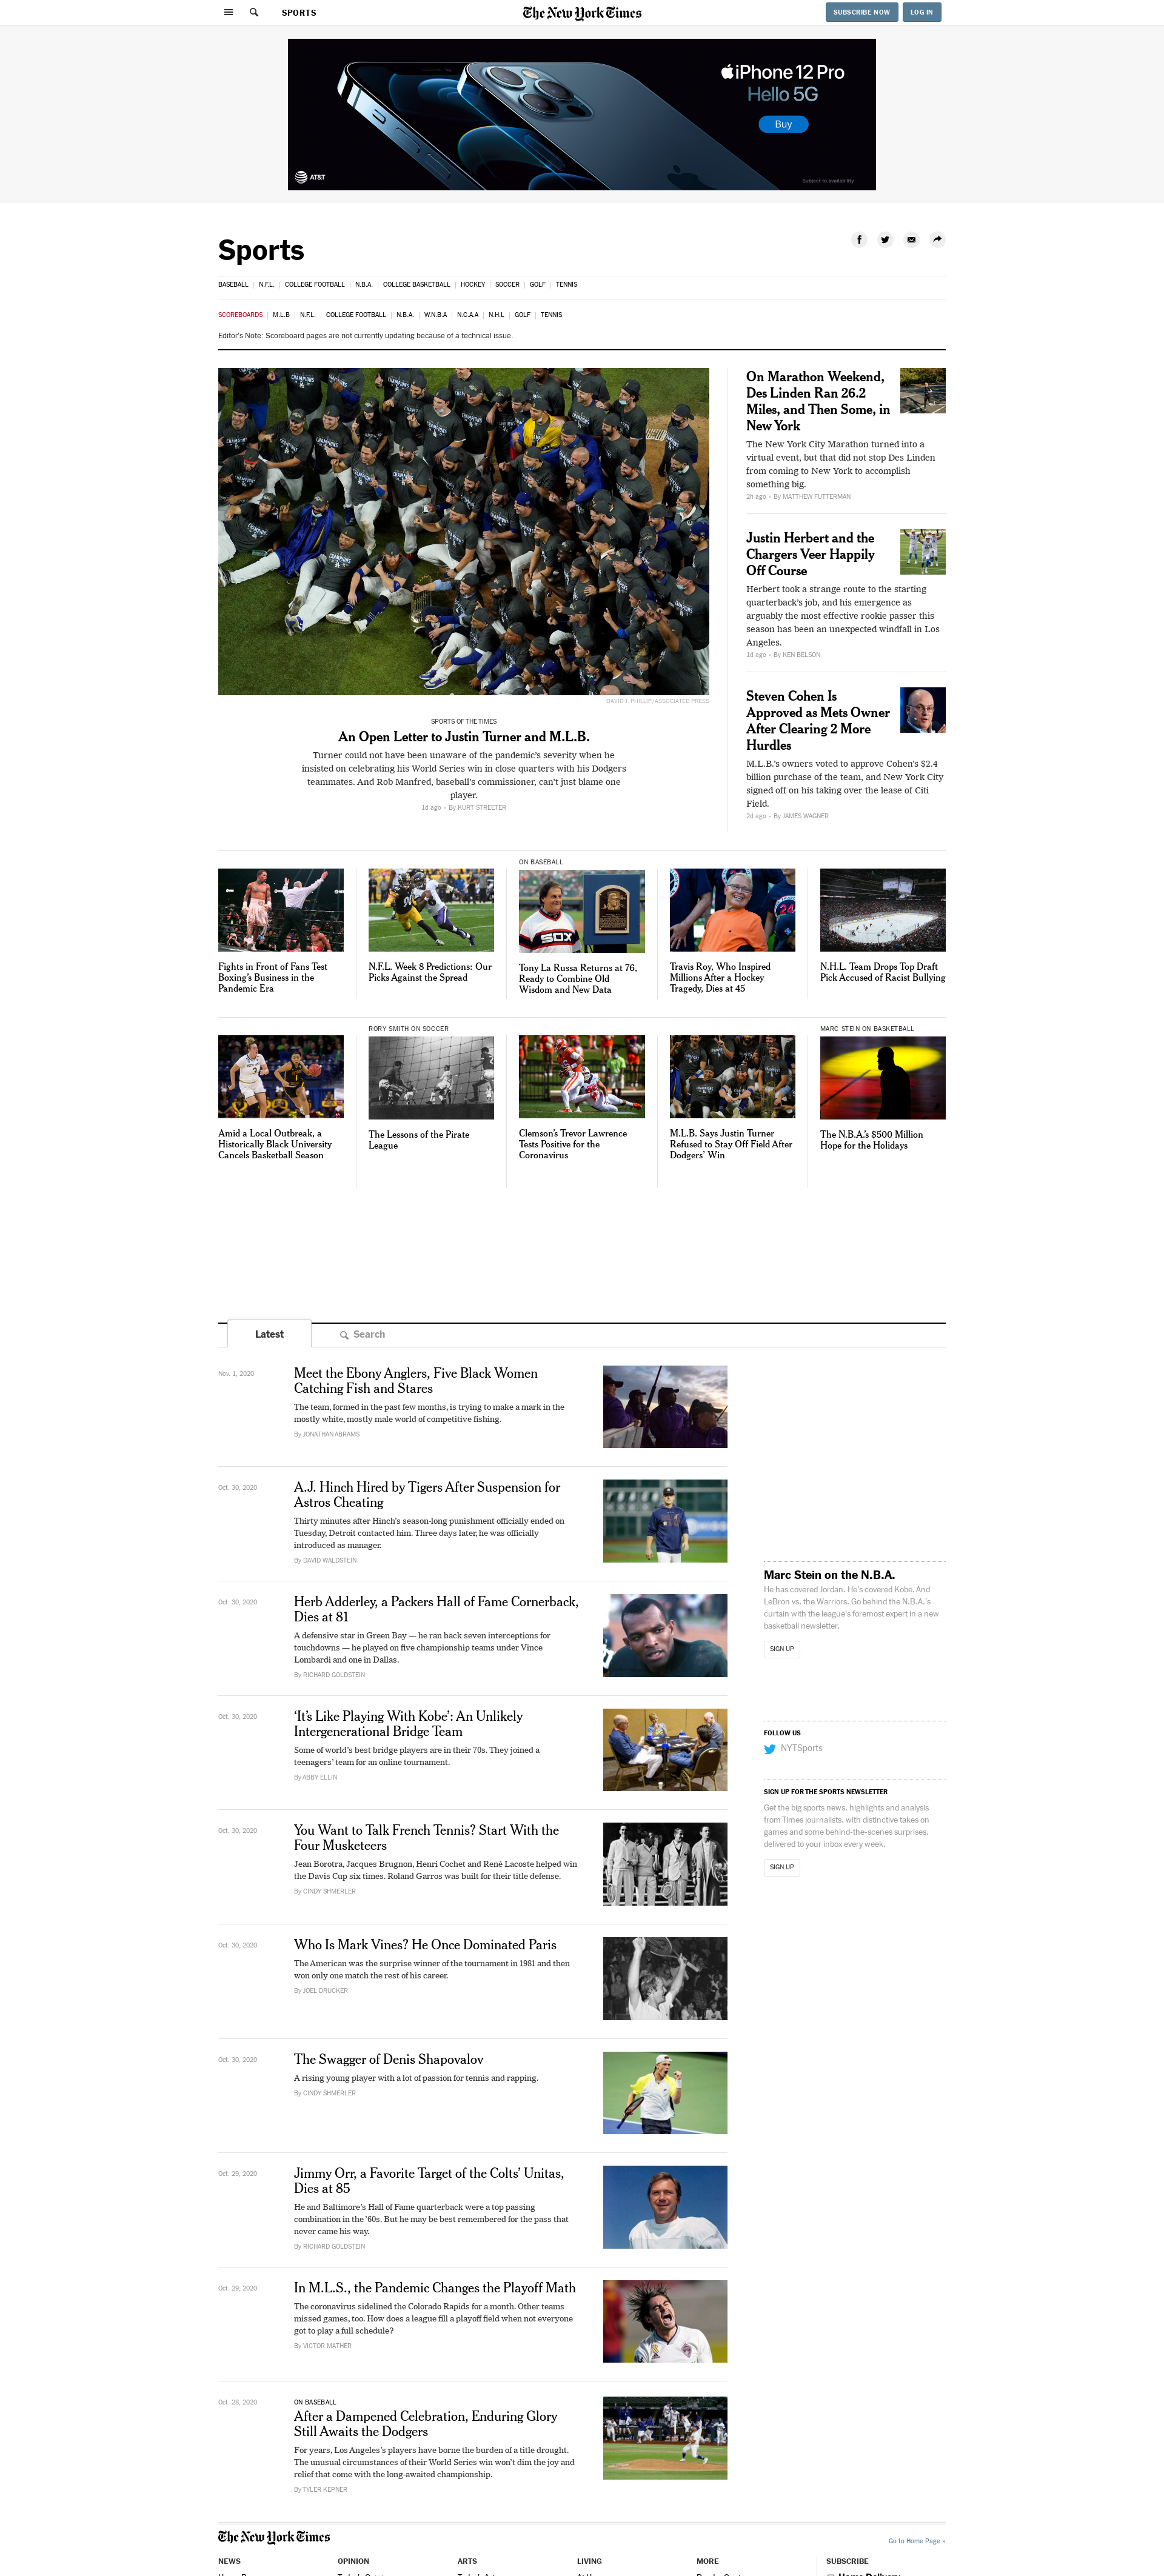 SPORTS
The New York Times
SUBSCRIBE NOW
LOG IN
iPhone 12 Pro
Hello 5G
Buy
AT&T
Subject to availability
Sports
BASEBALL
N.F.L.
COLLEGE FOOTBALL
N.B.A.
COLLEGE BASKETBALL
HOCKEY
SOCCER
GOLF
TENNIS
SCOREBOARDS
M.L.B
N.F.L.
COLLEGE FOOTBALL
N.B.A.
W.N.B.A
N.C.A.A
N.H.L
GOLF
TENNIS
Editor's Note: Scoreboard pages are not currently updating because of a technical issue.
DAVID J. PHILLIP/ASSOCIATED PRESS
SPORTS OF THE TIMES
An Open Letter to Justin Turner and M.L.B.
Turner could not have been unaware of the pandemic's severity when he
insisted on celebrating his World Series win in close quarters with his Dodgers
teammates. And Rob Manfred, baseball's commissioner, can't just blame one
player.
1d ago - By KURT STREETER
On Marathon Weekend,
Des Linden Ran 26.2
Miles, and Then Some, in
New York
The New York City Marathon turned into a
virtual event, but that did not stop Des Linden
from coming to New York to accomplish
something big.
2h ago - By MATTHEW FUTTERMAN
Justin Herbert and the
Chargers Veer Happily
Off Course
Herbert took a strange route to the starting
quarterback's job, and his emergence as
arguably the most effective rookie passer this
season has been an unexpected windfall in Los
Angeles.
1d ago - By KEN BELSON
Steven Cohen Is
Approved as Mets Owner
After Clearing 2 More
Hurdles
M.L.B.'s owners voted to approve Cohen's $2.4
billion purchase of the team, and New York City
signed off on his taking over the lease of Citi
Field.
2d ago - By JAMES WAGNER
Fights in Front of Fans Test
Boxing's Business in the
Pandemic Era
N.F.L. Week 8 Predictions: Our
Picks Against the Spread
ON BASEBALL
SOX
Tony La Russa Returns at 76,
Ready to Combine Old
Wisdom and New Data
Travis Roy, Who Inspired
Millions After a Hockey
Tragedy, Dies at 45
N.H.L. Team Drops Top Draft
Pick Accused of Racist Bullying
Amid a Local Outbreak, a
Historically Black University
Cancels Basketball Season
RORY SMITH ON SOCCER
The Lessons of the Pirate
League
Clemson's Trevor Lawrence
Tests Positive for the
Coronavirus
M.L.B. Says Justin Turner
Refused to Stay Off Field After
Dodgers' Win
MARC STEIN ON BASKETBALL
The N.B.A.'s $500 Million
Hope for the Holidays
Latest
Search
Nov. 1, 2020
Meet the Ebony Anglers, Five Black Women
Catching Fish and Stares
The team, formed in the past few months, is trying to make a mark in the
mostly white, mostly male world of competitive fishing.
By JONATHAN ABRAMS
Oct. 30, 2020
A.J. Hinch Hired by Tigers After Suspension for
Astros Cheating
Thirty minutes after Hinch's season-long punishment officially ended on
Tuesday, Detroit contacted him. Three days later, he was officially
introduced as manager.
By DAVID WALDSTEIN
Oct. 30, 2020
Herb Adderley, a Packers Hall of Fame Cornerback,
Dies at 81
A defensive star in Green Bay — he ran back seven interceptions for
touchdowns — he played on five championship teams under Vince
Lombardi and one in Dallas.
By RICHARD GOLDSTEIN
Oct. 30, 2020
'It's Like Playing With Kobe': An Unlikely
Intergenerational Bridge Team
Some of world's best bridge players are in their 70s. They joined a
teenagers' team for an online tournament.
By ABBY ELLIN
Oct. 30, 2020
You Want to Talk French Tennis? Start With the
Four Musketeers
Jean Borotra, Jacques Brugnon, Henri Cochet and René Lacoste helped win
the Davis Cup six times. Roland Garros was built for their title defense.
By CINDY SHMERLER
Oct. 30, 2020
Who Is Mark Vines? He Once Dominated Paris
The American was the surprise winner of the tournament in 1981 and then
won only one match the rest of his career.
By JOEL DRUCKER
Oct. 30, 2020
The Swagger of Denis Shapovalov
A rising young player with a lot of passion for tennis and rapping.
By CINDY SHMERLER
Oct. 29, 2020
Jimmy Orr, a Favorite Target of the Colts' Unitas,
Dies at 85
He and Baltimore's Hall of Fame quarterback were a top passing
combination in the '60s. But he may be best remembered for the pass that
never came his way.
By RICHARD GOLDSTEIN
Oct. 29, 2020
In M.L.S., the Pandemic Changes the Playoff Math
The coronavirus sidelined the Colorado Rapids for a month. Other teams
missed games, too. How does a league fill a playoff field when not everyone
got to play a full schedule?
By VICTOR MATHER
Oct. 28, 2020
ON BASEBALL
After a Dampened Celebration, Enduring Glory
Still Awaits the Dodgers
For years, Los Angeles's players have borne the burden of a title drought.
The unusual circumstances of their World Series win won't dim the joy and
relief that come with the long-awaited championship.
By TYLER KEPNER
Marc Stein on the N.B.A.
He has covered Jordan. He's covered Kobe. And
LeBron vs. the Warriors. Go behind the N.B.A.'s
curtain with the league's foremost expert in a new
basketball newsletter.
SIGN UP
FOLLOW US
NYTSports
SIGN UP FOR THE SPORTS NEWSLETTER
Get the big sports news, highlights and analysis
from Times journalists, with distinctive takes on
games and some behind-the-scenes surprises,
delivered to your inbox every week.
SIGN UP
The New York Times
Go to Home Page »
NEWS
OPINION
ARTS
LIVING
MORE
SUBSCRIBE